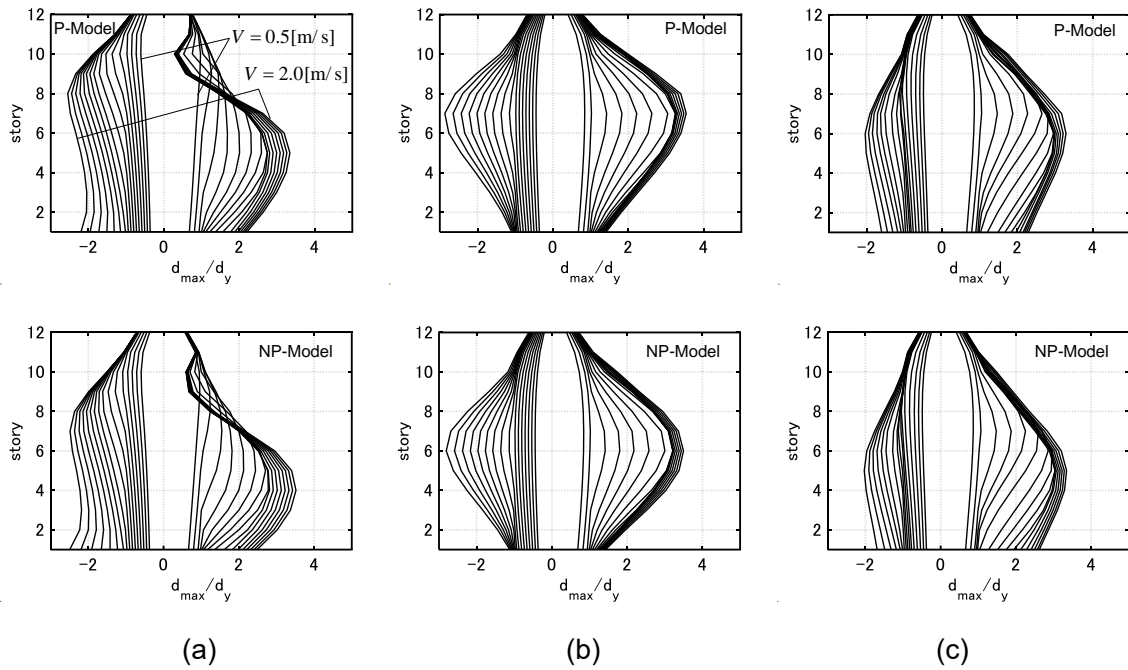 P-Model
V = 0.5[m/s]
V = 2.0[m/s]
12
10
8
6
4
2
story
−2 0 2 4
d_max/d_y
P-Model
12
10
8
6
4
2
story
−2 0 2 4
d_max/d_y
P-Model
12
10
8
6
4
2
story
−2 0 2 4
d_max/d_y
NP-Model
12
10
8
6
4
2
story
−2 0 2 4
d_max/d_y
NP-Model
12
10
8
6
4
2
story
−2 0 2 4
d_max/d_y
NP-Model
12
10
8
6
4
2
story
−2 0 2 4
d_max/d_y
(a) (b) (c)